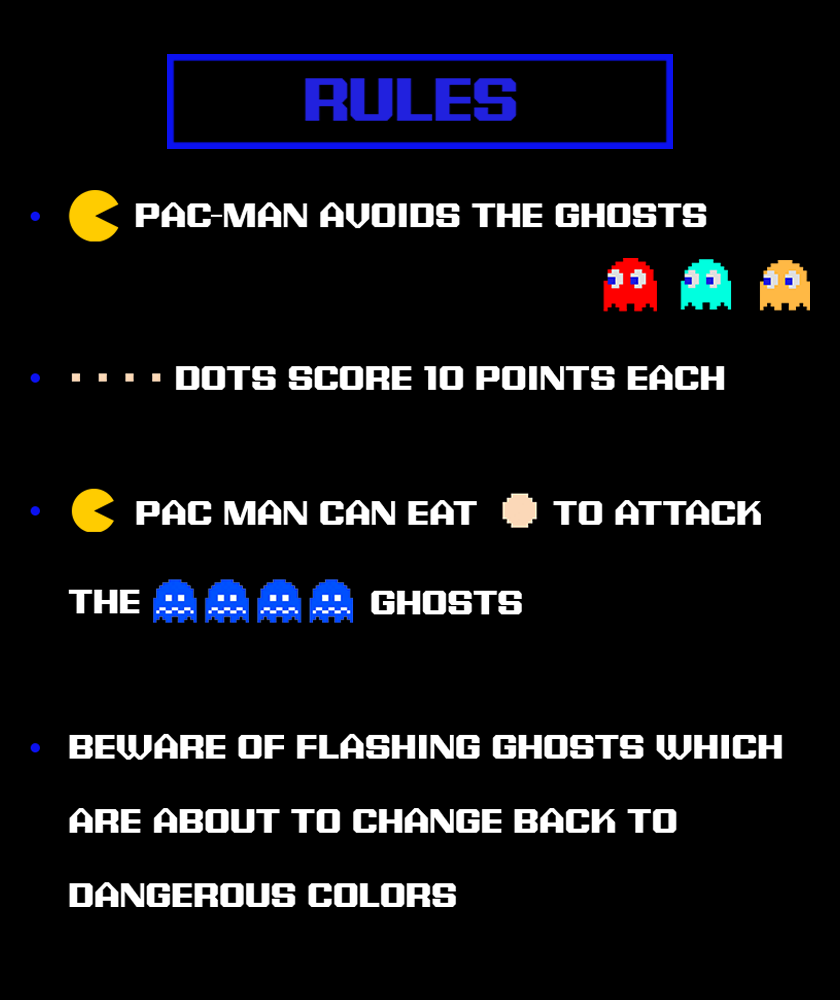 RULES
PAC-MAN AVOIDS THE GHOSTS
DOTS SCORE 10 POINTS EACH
PAC MAN CAN EAT TO ATTACK
THE GHOSTS
BEWARE OF FLASHING GHOSTS WHICH
ARE ABOUT TO CHANGE BACK TO
DANGEROUS COLORS